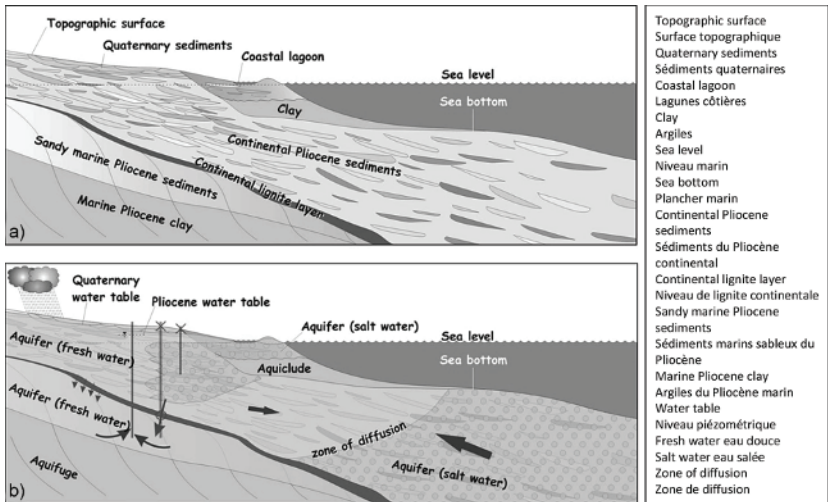 Topographic surface
Quaternary sediments
Coastal lagoon
Sea level
Sea bottom
Clay
Continental Pliocene sediments
Sandy marine Pliocene sediments
Continental lignite layer
Marine Pliocene clay
a)
Quaternary
water table
Pliocene water table
Aquifer (salt water)
Sea level
Sea bottom
Aquifer (fresh water)
Aquiclude
Aquifer (fresh water)
zone of diffusion
Aquifer (salt water)
Aquifuge
b)
Topographic surface
Surface topographique
Quaternary sediments
Sédiments quaternaires
Coastal lagoon
Lagunes côtières
Clay
Argiles
Sea level
Niveau marin
Sea bottom
Plancher marin
Continental Pliocene
sediments
Sédiments du Pliocène
continental
Continental lignite layer
Niveau de lignite continentale
Sandy marine Pliocene
sediments
Sédiments marins sableux du
Pliocène
Marine Pliocene clay
Argiles du Pliocène marin
Water table
Niveau piézométrique
Fresh water eau douce
Salt water eau salée
Zone of diffusion
Zone de diffusion